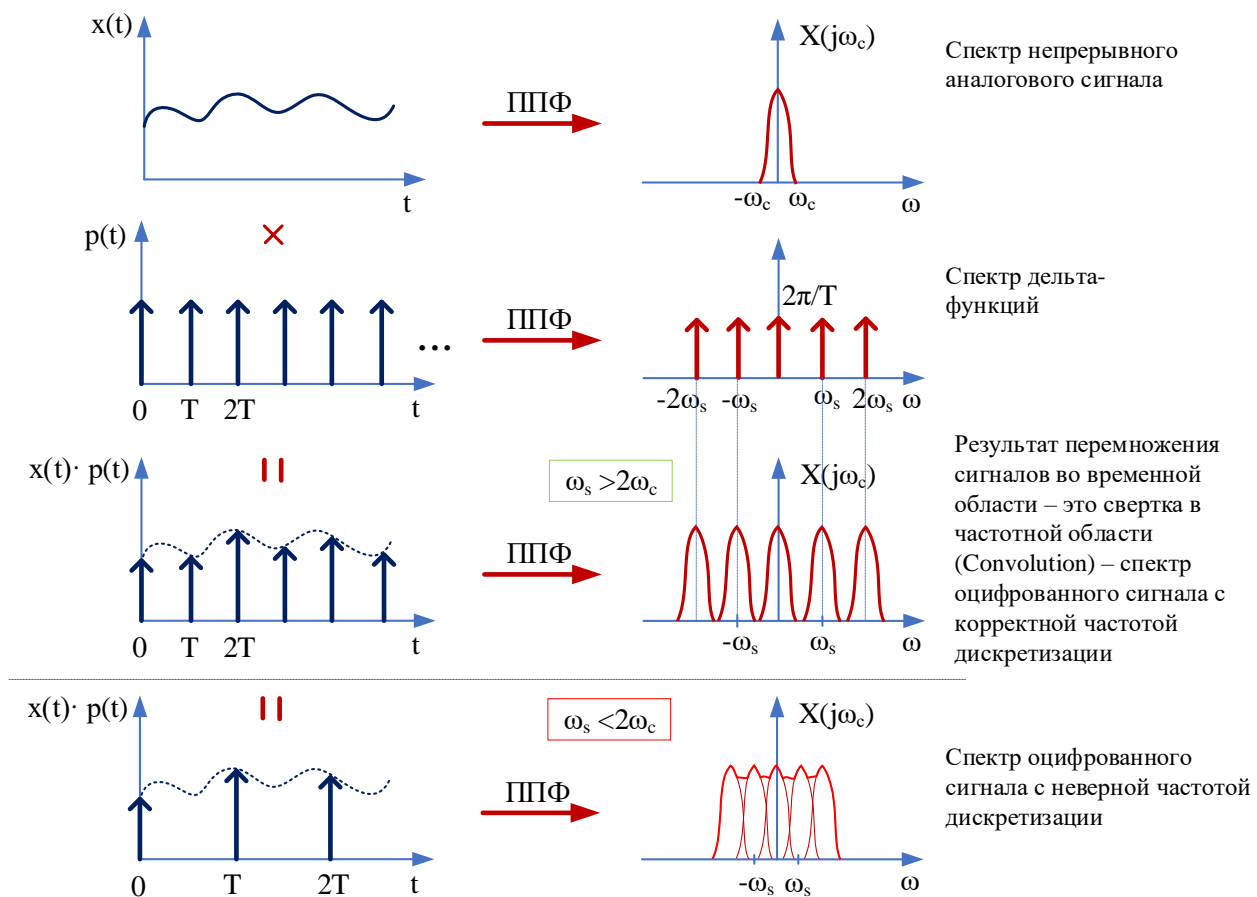 x(t)
ППФ
t
X(jωc)
-ωc
ωc
ω
Спектр непрерывного
аналогового сигнала
p(t)
×
0
T
2T
t
...
ППФ
2π/T
-2ωs
-ωs
ωs
2ωs
ω
Спектр дельта-
функций
x(t)· p(t)
0
T
2T
t
ωs >2ωc
ППФ
X(jωc)
-ωs
ωs
ω
Результат перемножения
сигналов во временной
области – это свертка в
частотной области
(Convolution) – спектр
оцифрованного сигнала с
корректной частотой
дискретизации
x(t)· p(t)
0
T
2T
t
ωs <2ωc
ППФ
X(jωc)
-ωs
ωs
ω
Спектр оцифрованного
сигнала с неверной частотой
дискретизации